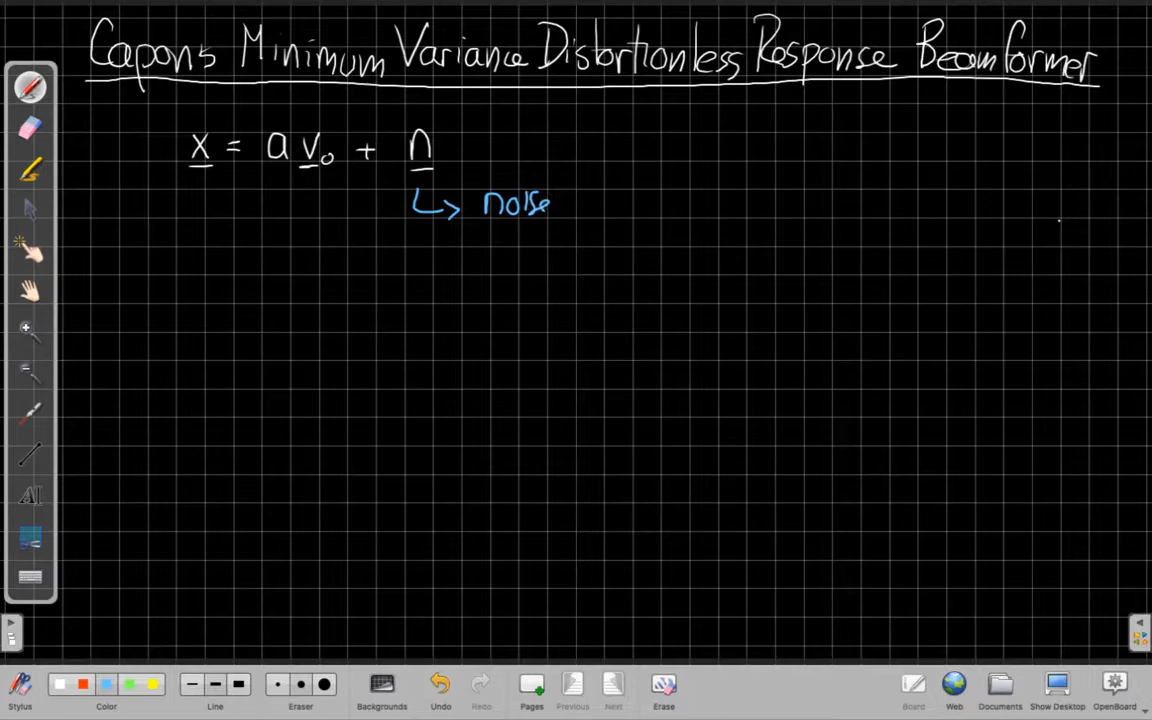 Capons Minimum Variance Distortionless Response Beamformer
x = a v₀ + n
↳ noise
AI
Stylus
Color
Line
Eraser
Backgrounds
Undo
Redo
Pages
Previous
Next
Erase
Board
Web
Documents
Show Desktop
OpenBoard